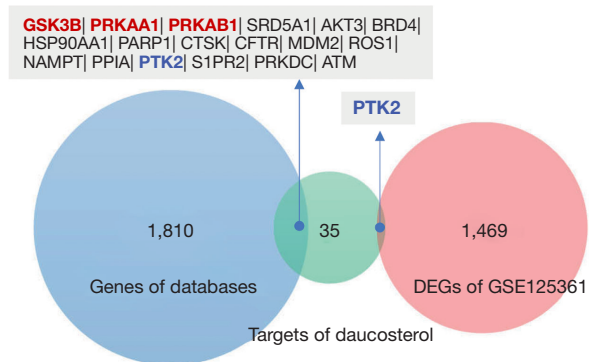 GSK3B| PRKAA1| PRKAB1| SRD5A1| AKT3| BRD4|
HSP90AA1| PARP1| CTSK| CFTR| MDM2| ROS1|
NAMPT| PPIA| PTK2| S1PR2| PRKDC| ATM
PTK2
1,810
35
1,469
Genes of databases
DEGs of GSE125361
Targets of daucosterol